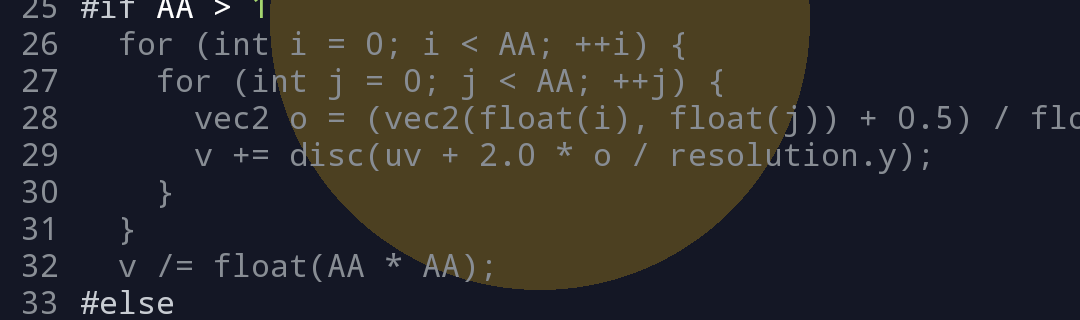 25 #if AA > 1
26 for (int i = 0; i < AA; ++i) {
27 for (int j = 0; j < AA; ++j) {
28 vec2 o = (vec2(float(i), float(j)) + 0.5) / flo
29 v += disc(uv + 2.0 * o / resolution.y);
30 }
31 }
32 v /= float(AA * AA);
33 #else